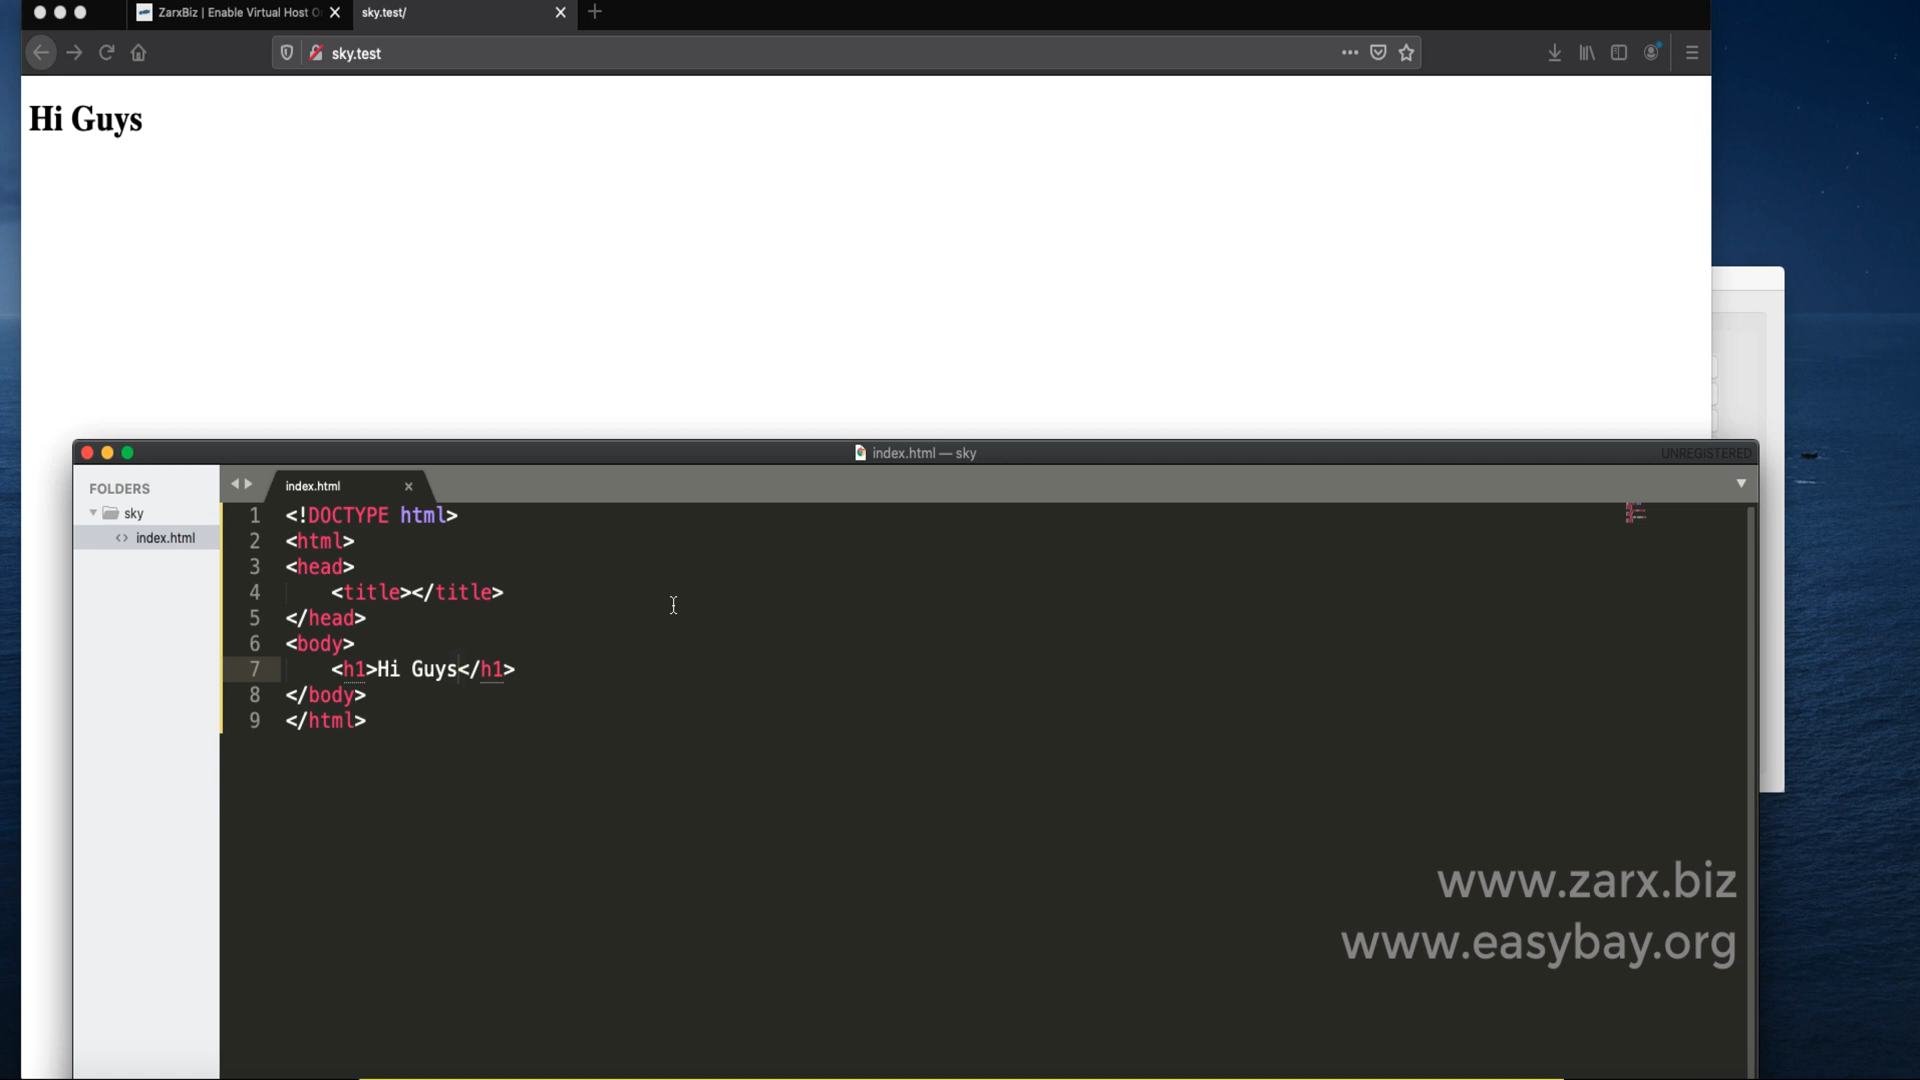 ZarxBiz | Enable Virtual Host O
sky.test/
sky.test
Hi Guys
index.html — sky
UNREGISTERED
FOLDERS
sky
index.html
index.html
1 <!DOCTYPE html>
2 <html>
3 <head>
4 <title></title>
5 </head>
6 <body>
7 <h1>Hi Guys</h1>
8 </body>
9 </html>
www.zarx.biz
www.easybay.org